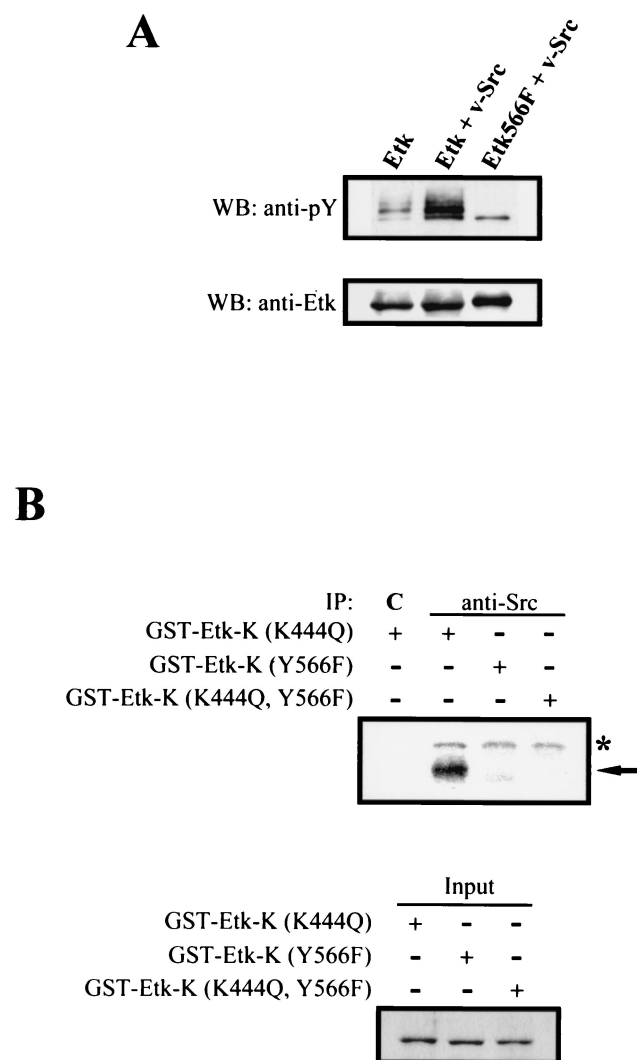 A
Etk
Etk + v-Src
Etk566F + v-Src
WB: anti-pY
WB: anti-Etk
B
IP: C anti-Src
GST-Etk-K (K444Q) + + - -
GST-Etk-K (Y566F) - - + -
GST-Etk-K (K444Q, Y566F) - - - +
*
Input
GST-Etk-K (K444Q) + - -
GST-Etk-K (Y566F) - + -
GST-Etk-K (K444Q, Y566F) - - +